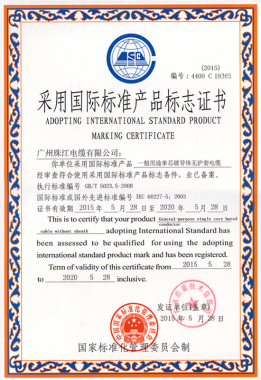 (2015)
编号:4400 C 19365
采用国际标准产品标志证书
ADOPTING INTERNATIONAL STANDARD PRODUCT
MARKING CERTIFICATE
广州珠江电缆有限公司:
你单位采用国际标准产品 一般用途单芯硬导体无护套电缆
经审查符合使用采用国际标准产品标志条件,业已备案。
执行标准编号 GB/T 5023.5-2008
国际标准或国外先进标准编号 IEC 60227-5:2003
证书有效期 2015 年 5 月 28 日至 2020 年 5 月 28 日
This is to certify that your product General-purpose single core hard conductor
cable without sheath adopting International Standard has
been assessed to be qualified for using the adopting
international standard product mark and has been registered.
Term of validity of this certificate from 2015 5 28
to 2020 5 28 inclusive.
发证单位(盖章)
2015 年 5 月 28 日
国家标准化管理委员会制